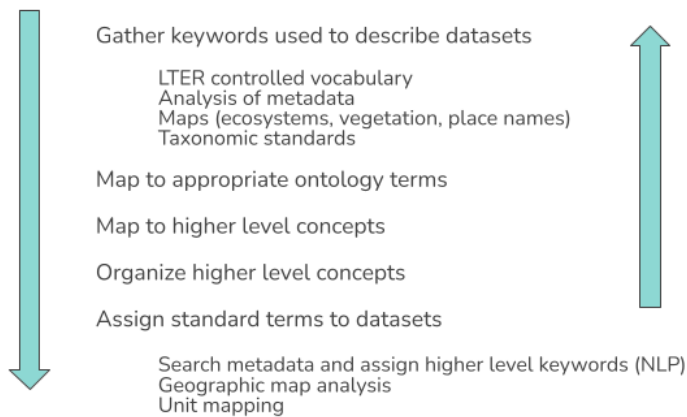 Gather keywords used to describe datasets
LTER controlled vocabulary
Analysis of metadata
Maps (ecosystems, vegetation, place names)
Taxonomic standards
Map to appropriate ontology terms
Map to higher level concepts
Organize higher level concepts
Assign standard terms to datasets
Search metadata and assign higher level keywords (NLP)
Geographic map analysis
Unit mapping